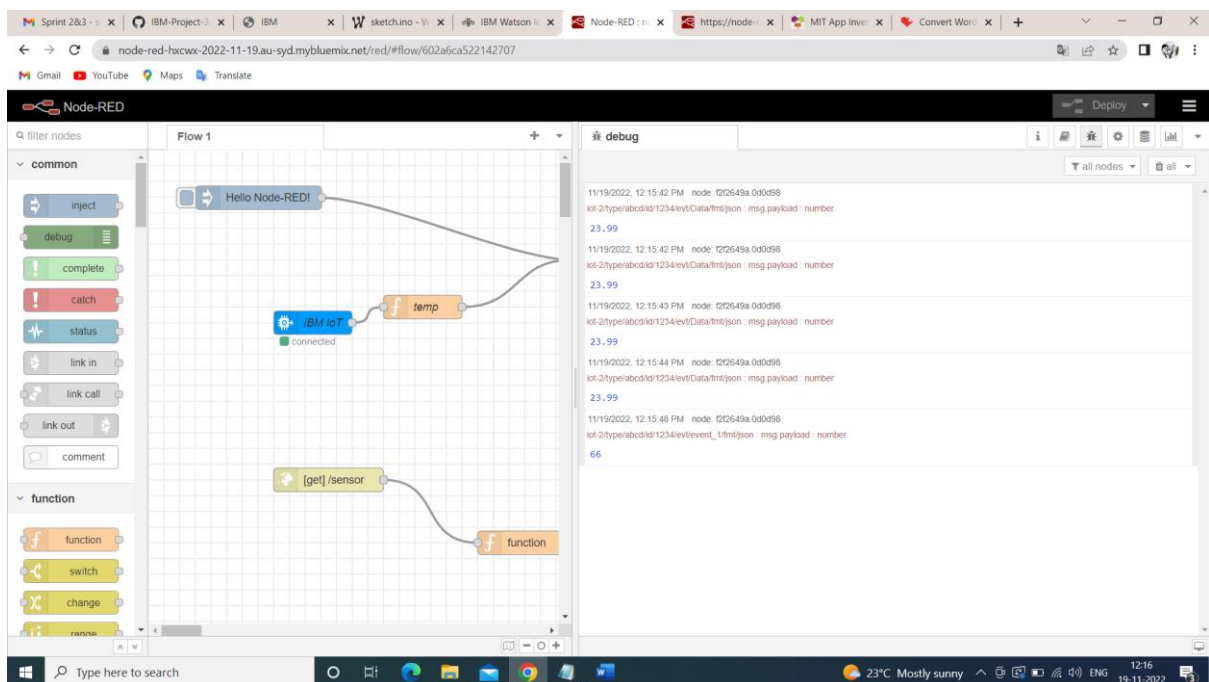 Sprint 2&3 - s
IBM-Project-3
IBM
sketch.ino - W
IBM Watson Io
Node-RED : n
https://node-r
MIT App Inver
Convert Word
node-red-hxcwx-2022-11-19.au-syd.mybluemix.net/red/#flow/602a6ca522142707
Gmail YouTube Maps Translate
Node-RED
Deploy
filter nodes
Flow 1
debug
all nodes
all
common
inject
debug
complete
catch
status
link in
link call
link out
comment
function
function
switch
change
range
Hello Node-RED!
temp
IBM IoT
connected
[get] /sensor
function
11/19/2022, 12:15:42 PM node: f2f2649a.0d0d98
iot-2/type/abcd/id/1234/evt/Data/fmt/json : msg.payload : number
23.99
11/19/2022, 12:15:42 PM node: f2f2649a.0d0d98
iot-2/type/abcd/id/1234/evt/Data/fmt/json : msg.payload : number
23.99
11/19/2022, 12:15:43 PM node: f2f2649a.0d0d98
iot-2/type/abcd/id/1234/evt/Data/fmt/json : msg.payload : number
23.99
11/19/2022, 12:15:44 PM node: f2f2649a.0d0d98
iot-2/type/abcd/id/1234/evt/Data/fmt/json : msg.payload : number
23.99
11/19/2022, 12:15:48 PM node: f2f2649a.0d0d98
iot-2/type/abcd/id/1234/evt/event_1/fmt/json : msg.payload : number
66
Type here to search
23°C Mostly sunny
ENG
12:16
19-11-2022